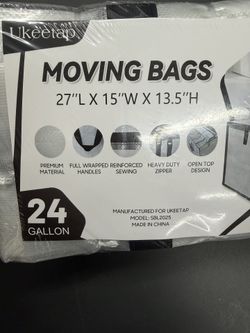 Ukeetap
MOVING BAGS
27"L X 15"W X 13.5"H
PREMIUM MATERIAL
FULL WRAPPED HANDLES
REINFORCED SEWING
HEAVY DUTY ZIPPER
OPEN TOP DESIGN
24
GALLON
MANUFACTURED FOR UKEETAP
MODEL: SBL2025
MADE IN CHINA